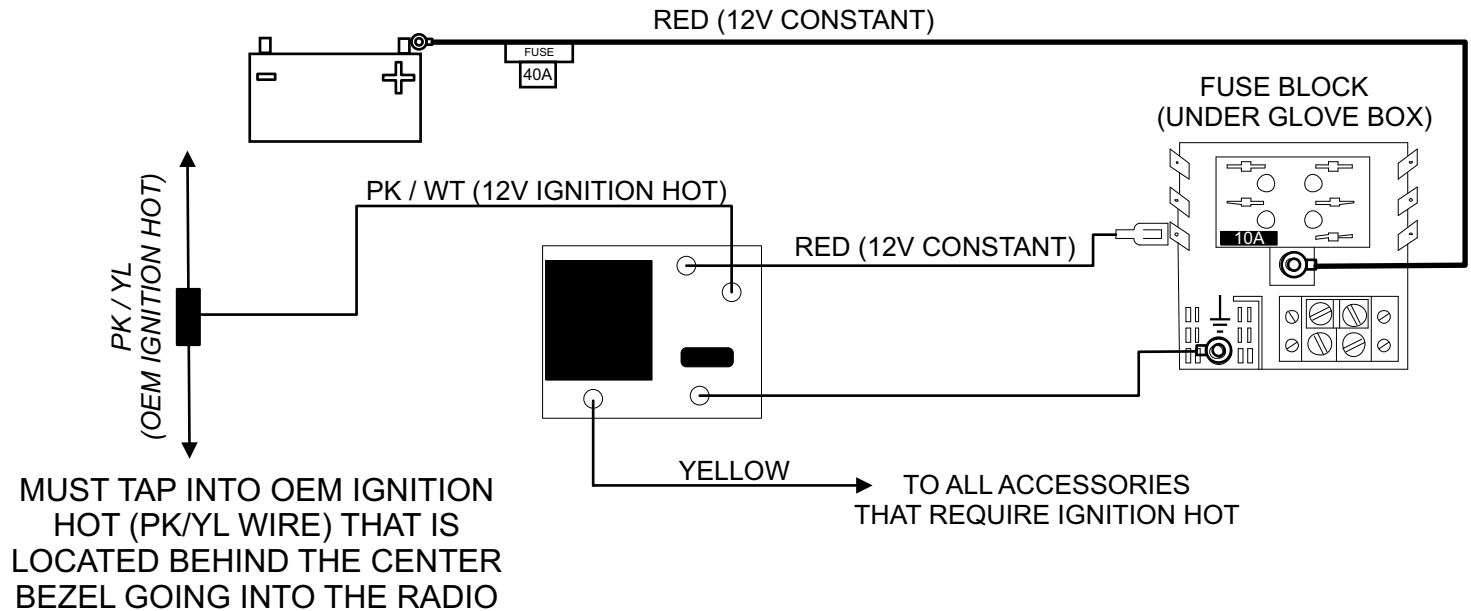 RED (12V CONSTANT)
FUSE
40A
FUSE BLOCK
(UNDER GLOVE BOX)
PK / YL
(OEM IGNITION HOT)
PK / WT (12V IGNITION HOT)
RED (12V CONSTANT)
10A
YELLOW
TO ALL ACCESSORIES
THAT REQUIRE IGNITION HOT
MUST TAP INTO OEM IGNITION
HOT (PK/YL WIRE) THAT IS
LOCATED BEHIND THE CENTER
BEZEL GOING INTO THE RADIO